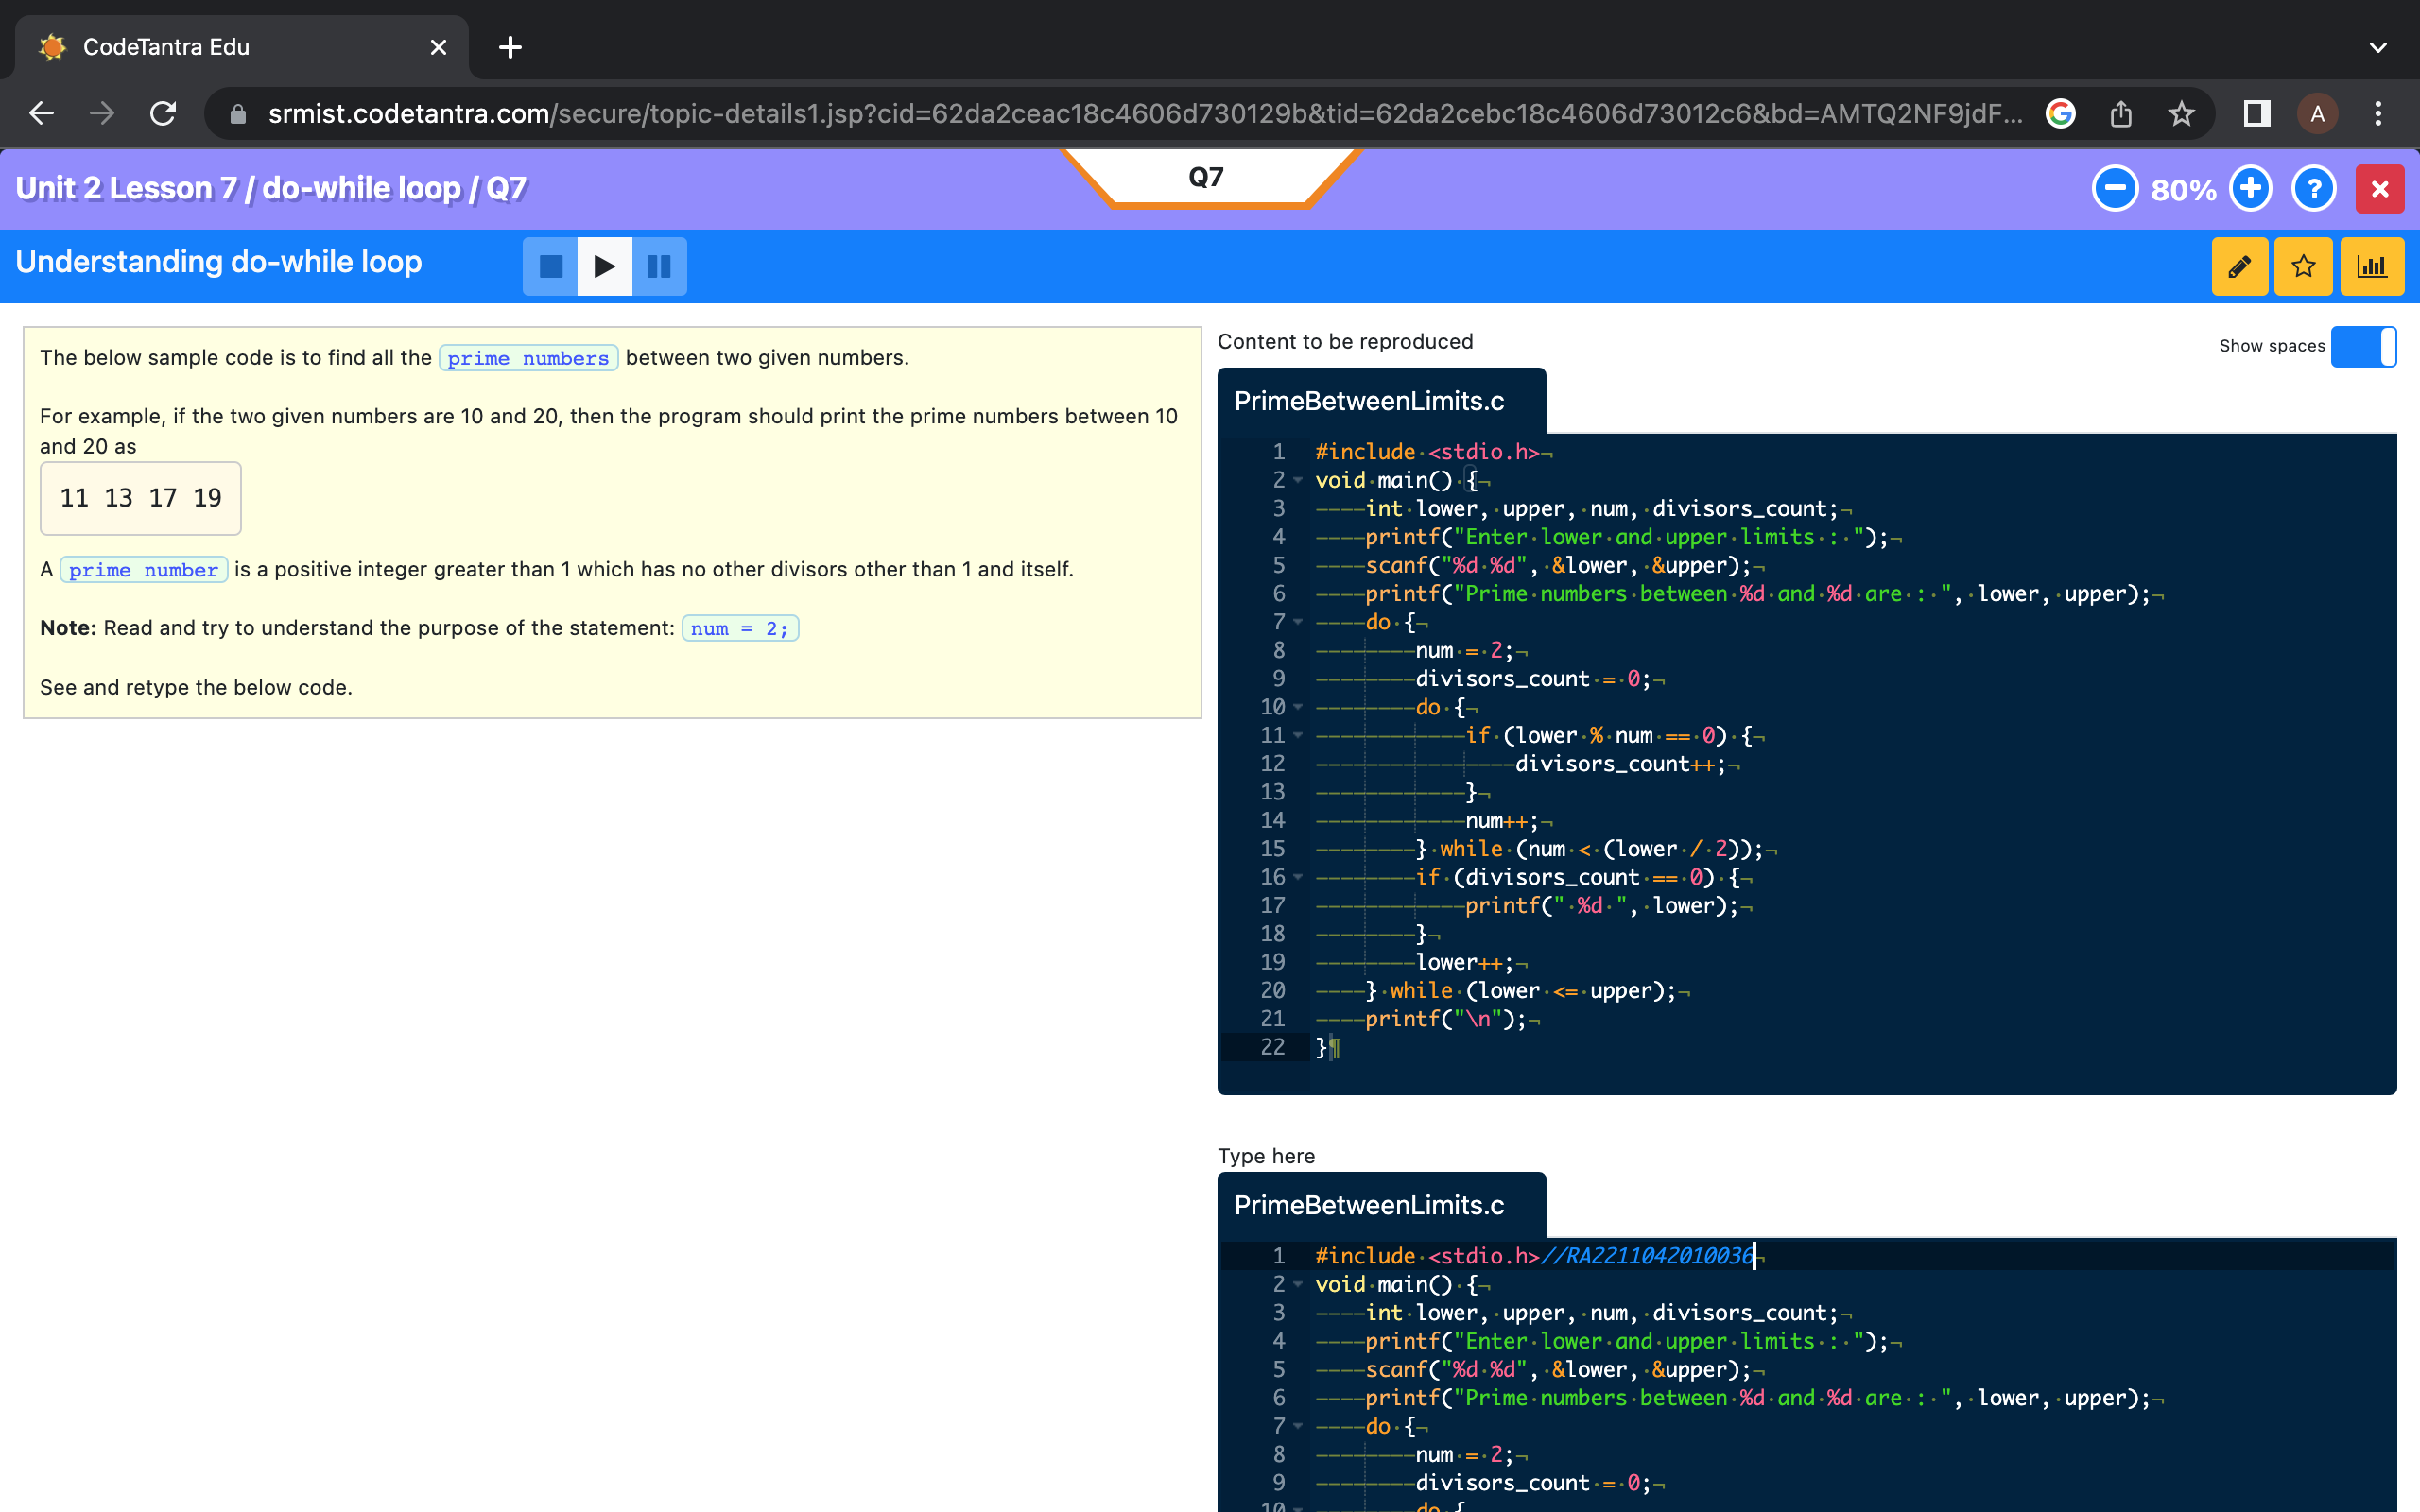 CodeTantra Edu
srmist.codetantra.com/secure/topic-details1.jsp?cid=62da2ceac18c4606d730129b&tid=62da2cebc18c4606d73012c6&bd=AMTQ2NF9jdF...
A
Unit 2 Lesson 7 / do-while loop / Q7
Q7
80%
?
Understanding do-while loop
The below sample code is to find all the prime numbers between two given numbers.
For example, if the two given numbers are 10 and 20, then the program should print the prime numbers between 10
and 20 as
11 13 17 19
A prime number is a positive integer greater than 1 which has no other divisors other than 1 and itself.
Note: Read and try to understand the purpose of the statement: num = 2;
See and retype the below code.
Content to be reproduced
Show spaces
PrimeBetweenLimits.c
1 #include <stdio.h>
2 void main() {
3 int lower, upper, num, divisors_count;
4 printf("Enter lower and upper limits : ");
5 scanf("%d %d", &lower, &upper);
6 printf("Prime numbers between %d and %d are : ", lower, upper);
7 do {
8 num = 2;
9 divisors_count = 0;
10 do {
11 if (lower % num == 0) {
12 divisors_count++;
13 }
14 num++;
15 } while (num < (lower / 2));
16 if (divisors_count == 0) {
17 printf(" %d ", lower);
18 }
19 lower++;
20 } while (lower <= upper);
21 printf("\n");
22 }
Type here
PrimeBetweenLimits.c
1 #include <stdio.h>//RA2211042010036
2 void main() {
3 int lower, upper, num, divisors_count;
4 printf("Enter lower and upper limits : ");
5 scanf("%d %d", &lower, &upper);
6 printf("Prime numbers between %d and %d are : ", lower, upper);
7 do {
8 num = 2;
9 divisors_count = 0;
10 do {